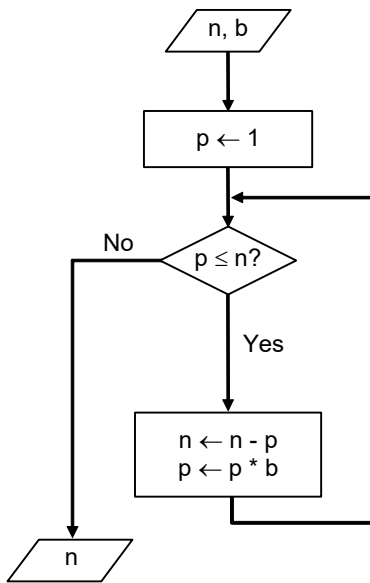 n, b
p ← 1
p ≤ n?
No
Yes
n ← n - p
p ← p * b
n